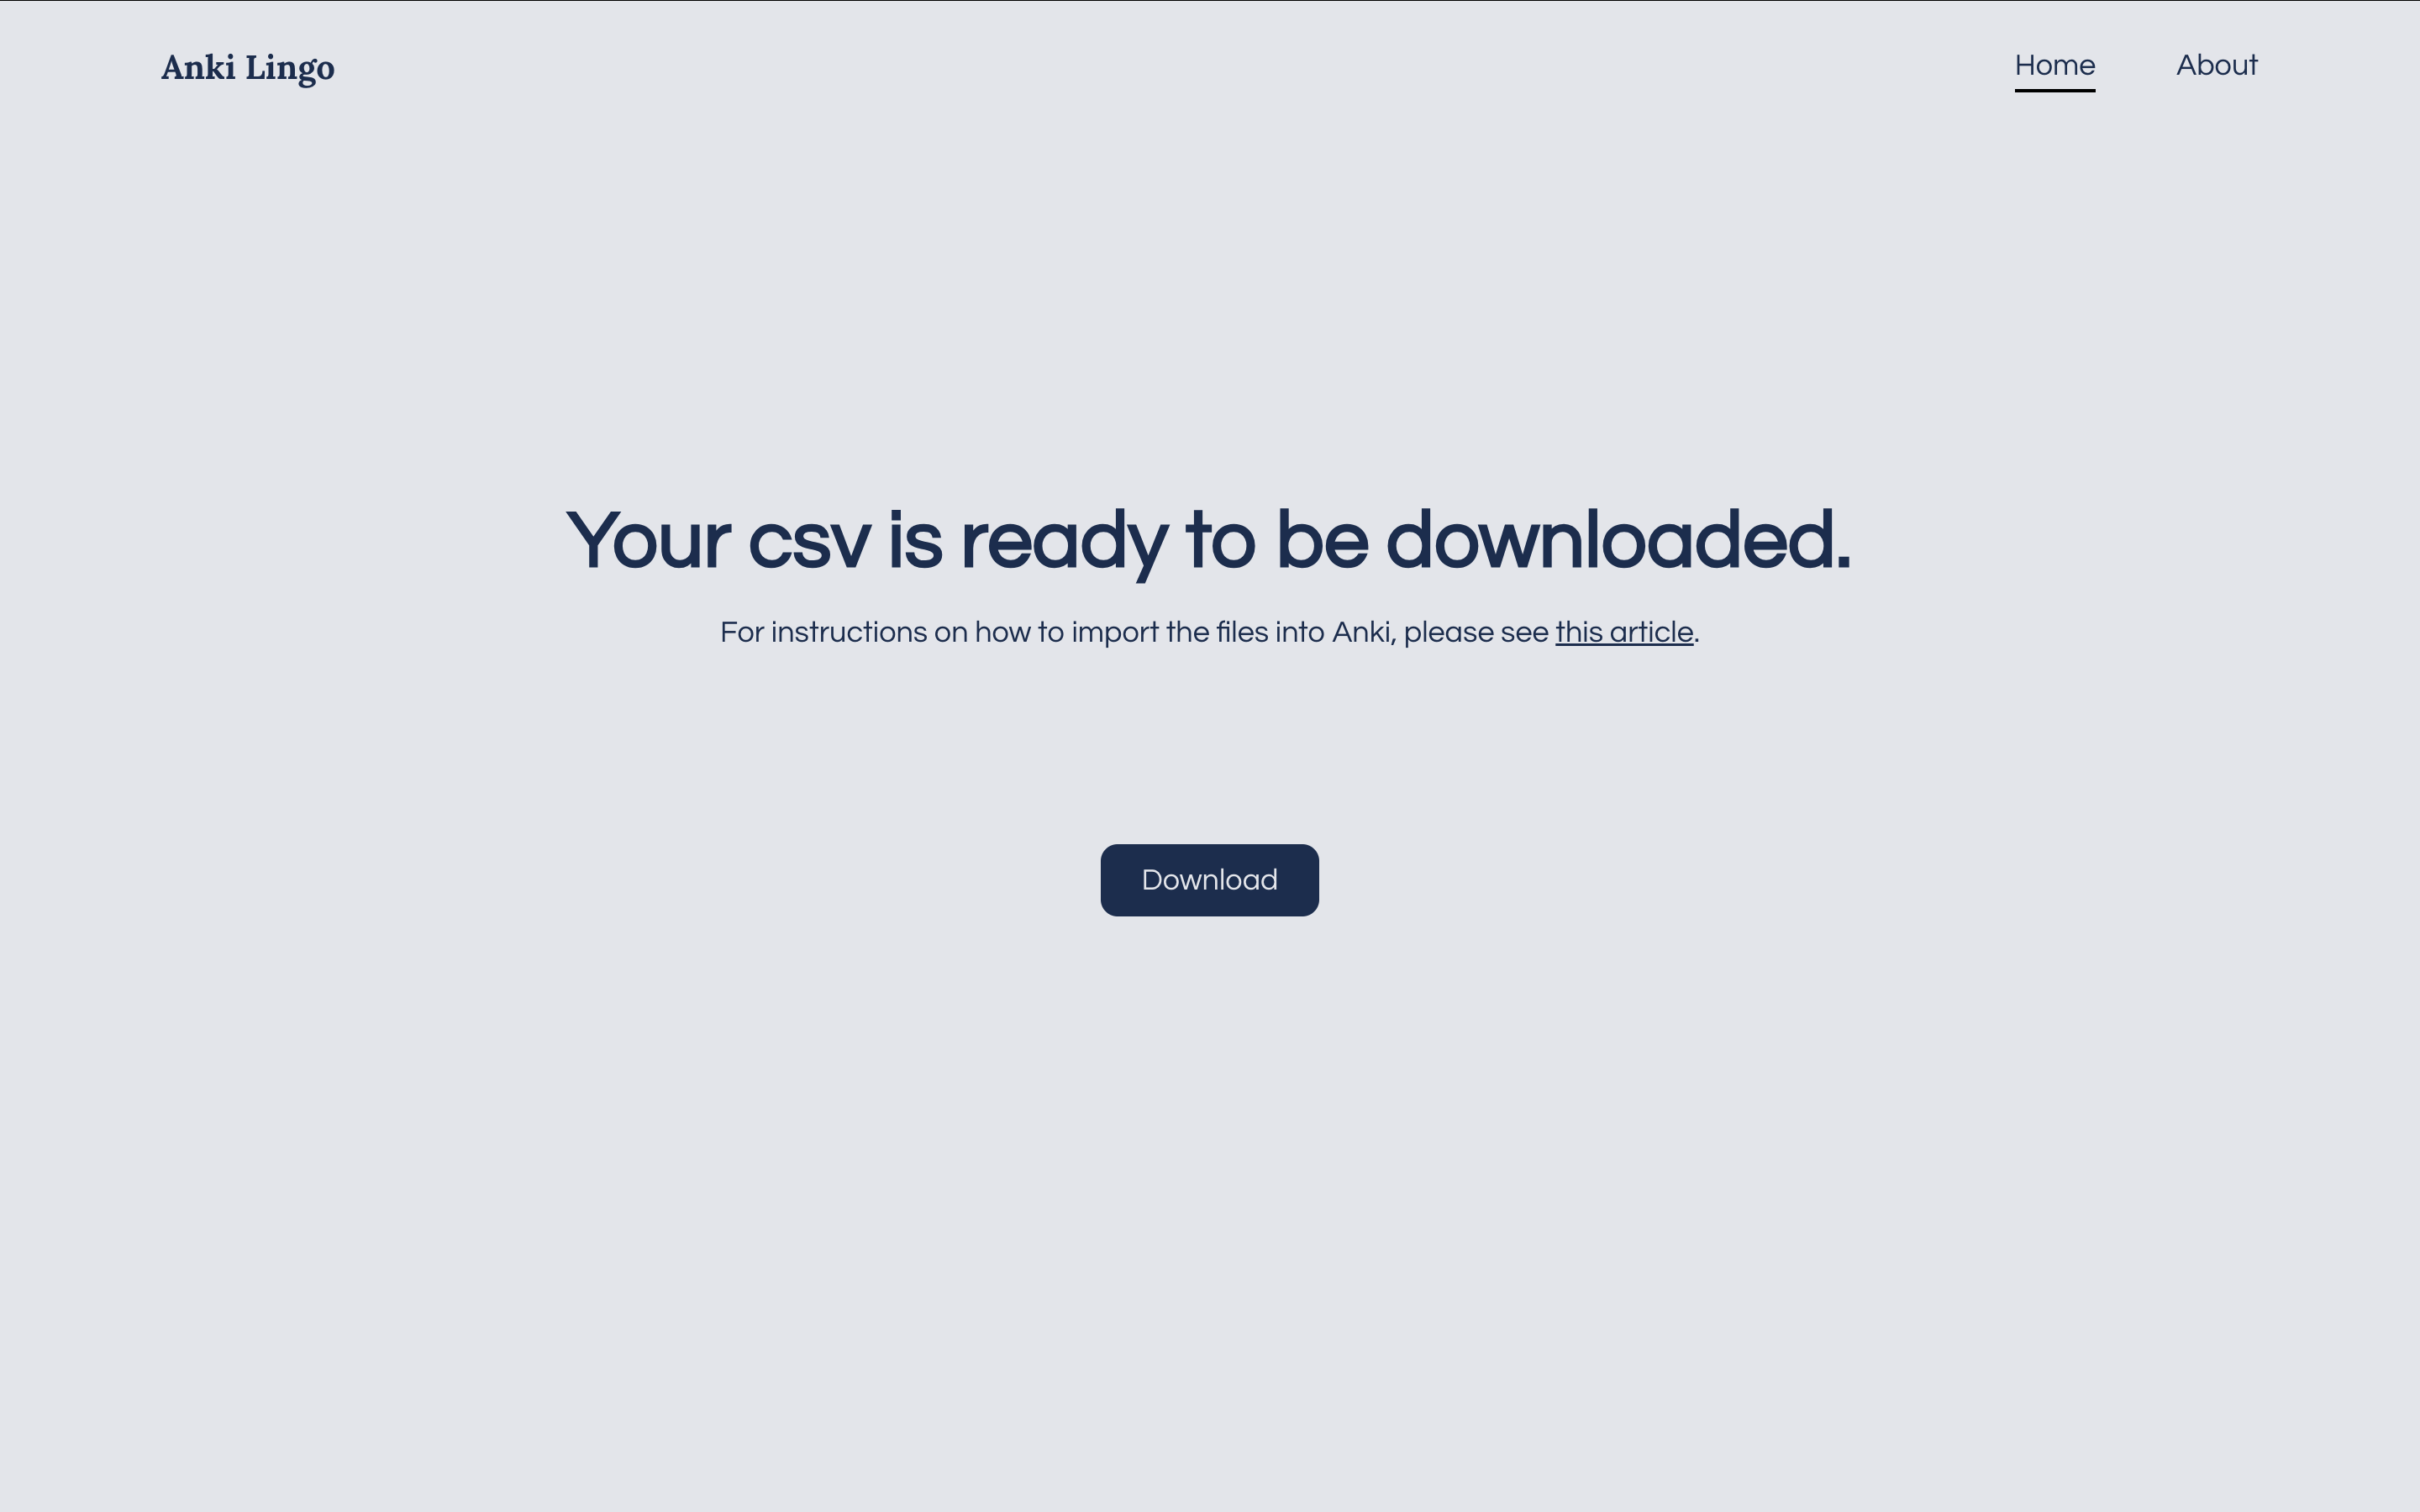 Anki Lingo
Home
About
Your csv is ready to be downloaded.
For instructions on how to import the files into Anki, please see this article.
Download